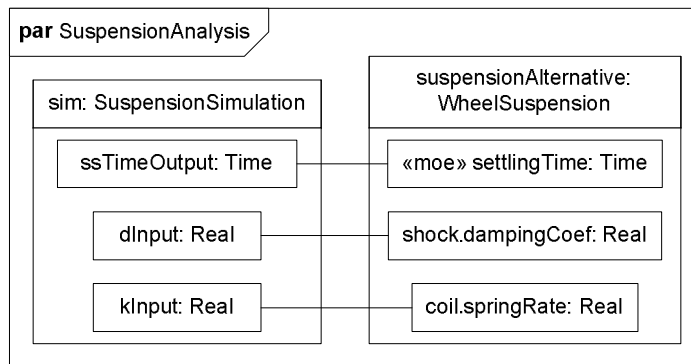 par SuspensionAnalysis
sim: SuspensionSimulation
suspensionAlternative:
WheelSuspension
ssTimeOutput: Time
«moe» settlingTime: Time
dInput: Real
shock.dampingCoef: Real
kInput: Real
coil.springRate: Real